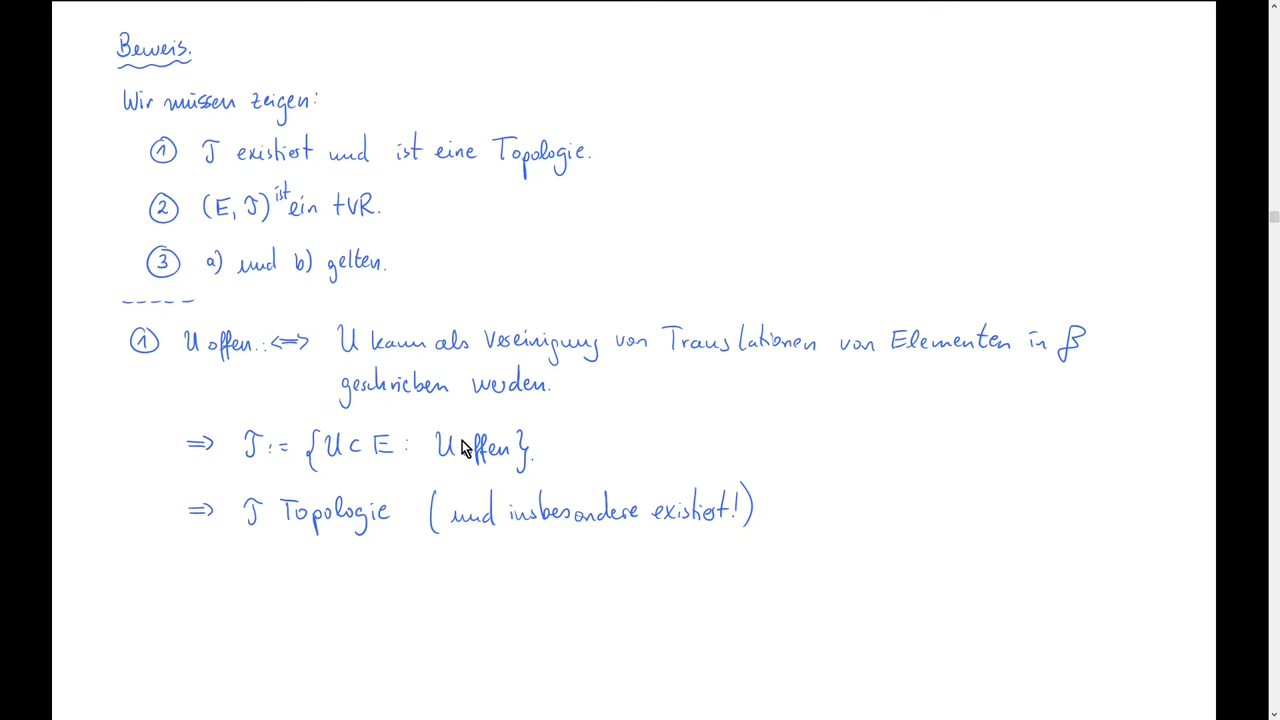 Beweis.
Wir müssen zeigen:
① 𝒯 existiert und ist eine Topologie.
② (E, 𝒯) ist ein tVR.
③ a) und b) gelten.
-----
① U offen :⇔ U kann als Vereinigung von Translationen von Elementen in β
geschrieben werden.
⇒ 𝒯 := {U ⊂ E : U offen}.
⇒ 𝒯 Topologie (und insbesondere existiert!)